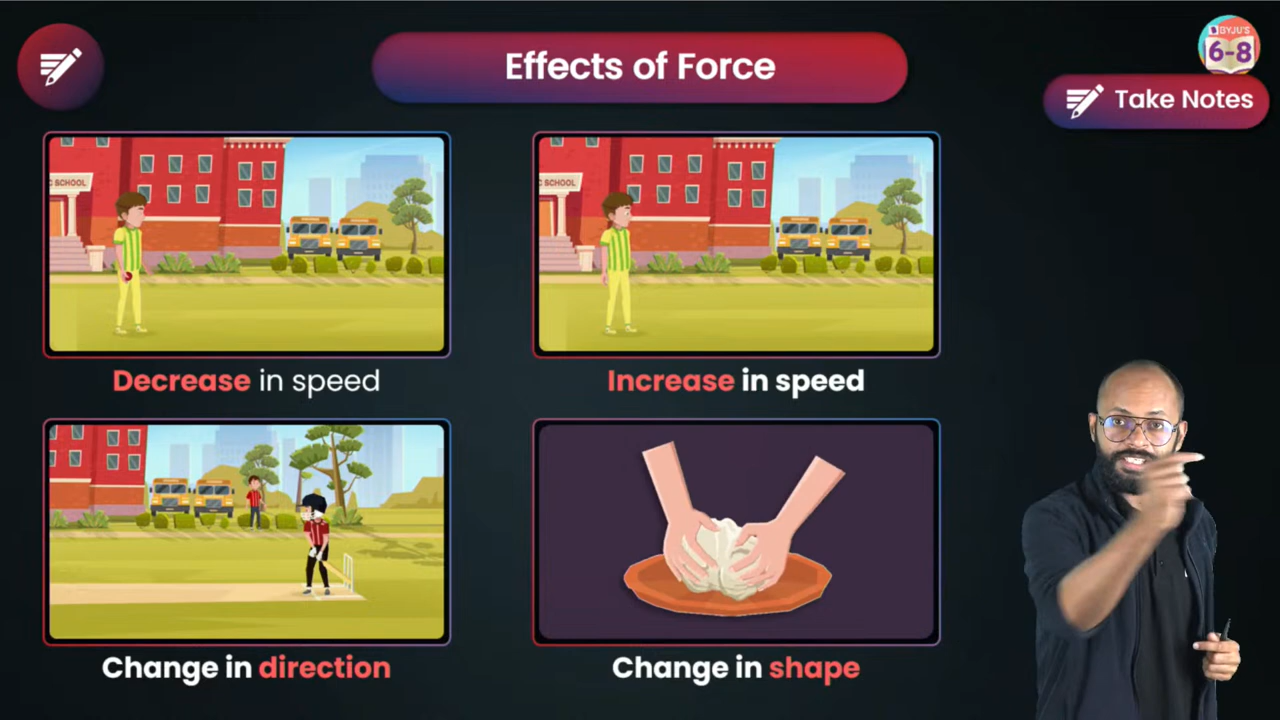 Effects of Force
BYJU'S
6-8
Take Notes
C SCHOOL
C SCHOOL
Decrease in speed
Increase in speed
Change in direction
Change in shape